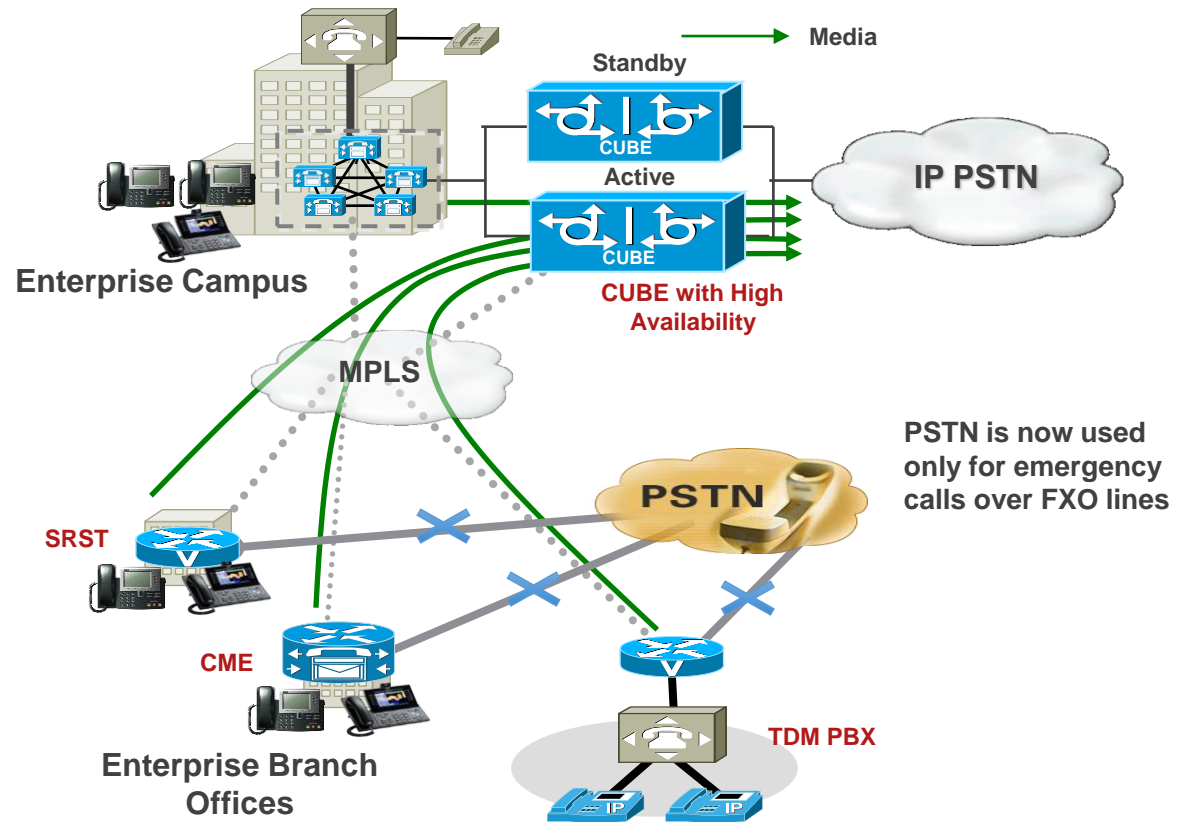 Media
Standby
CUBE
Active
CUBE
IP PSTN
Enterprise Campus
CUBE with High
Availability
MPLS
PSTN is now used
only for emergency
calls over FXO lines
PSTN
SRST
V
CME
V
TDM PBX
Enterprise Branch
Offices
IP
IP